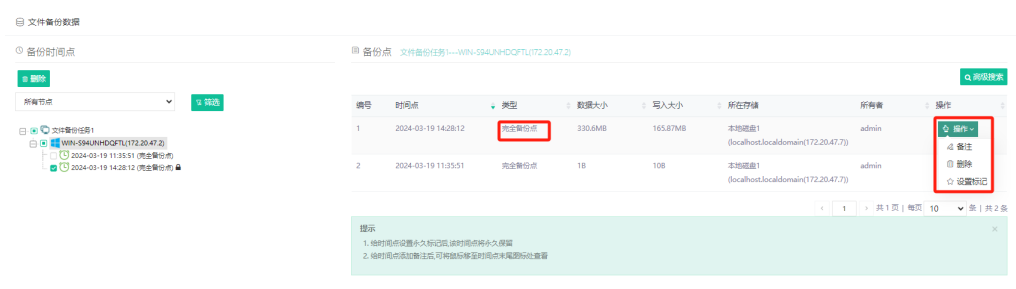 文件备份数据
备份时间点
删除
所有节点
筛选
文件备份任务1
WIN-S94UNHDQFTL(172.20.47.2)
2024-03-19 11:35:51 (完全备份点)
2024-03-19 14:28:12 (完全备份点)
备份点 文件备份任务1----WIN-S94UNHDQFTL(172.20.47.2)
高级搜索
编号 时间点 类型 数据大小 写入大小 所在存储 所有者 操作
1 2024-03-19 14:28:12 完全备份点 330.6MB 165.87MB 本地磁盘1 (localhost.localdomain(172.20.47.7)) admin 操作
备注
删除
设置标记
2 2024-03-19 11:35:51 完全备份点 1B 10B 本地磁盘1 (localhost.localdomain(172.20.47.7)) admin
‹ 1 › 共 1 页 | 每页 10 条 | 共 2 条
提示 ×
1. 给时间点设置永久标记后,该时间点将永久保留
2. 给时间点添加备注后,可将鼠标移至时间点末尾图标处查看